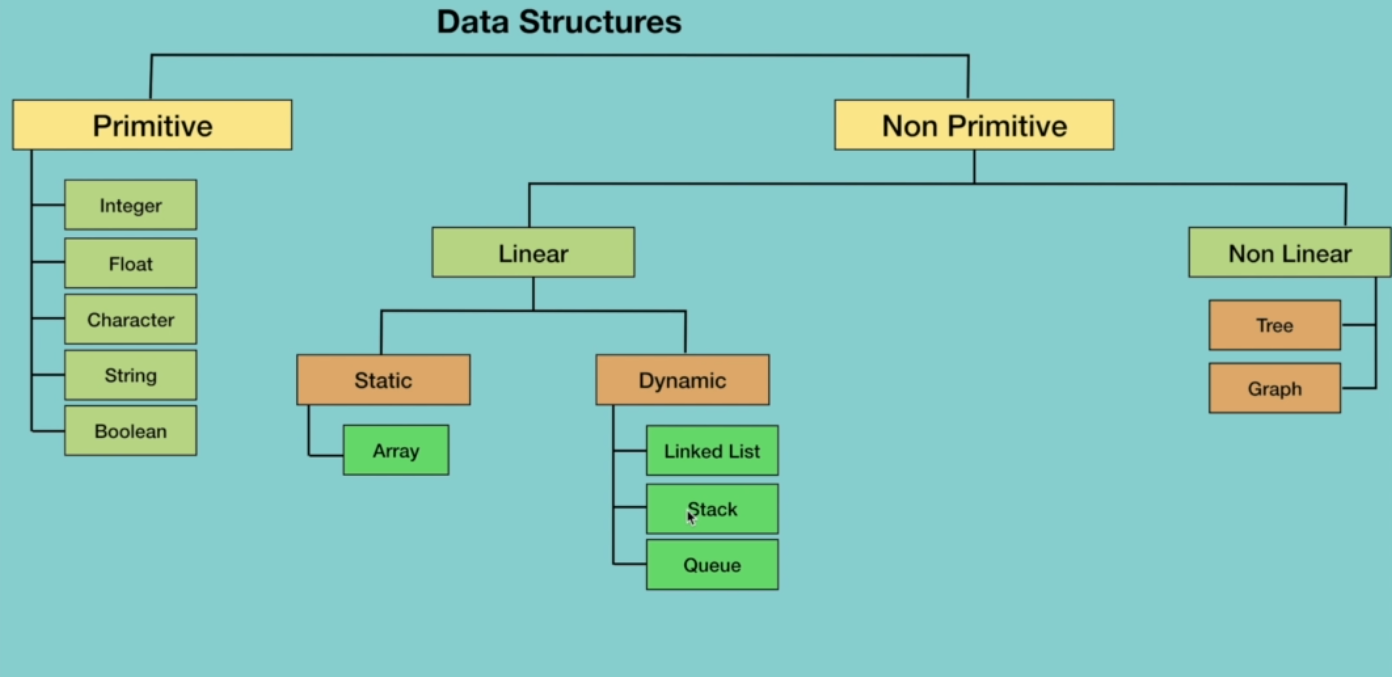 Data Structures
Primitive
Non Primitive
Integer
Float
Character
String
Boolean
Linear
Non Linear
Static
Dynamic
Array
Linked List
Stack
Queue
Tree
Graph